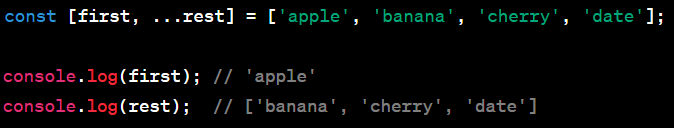 const [first, ...rest] = ['apple', 'banana', 'cherry', 'date'];
console.log(first); // 'apple'
console.log(rest);  // ['banana', 'cherry', 'date']